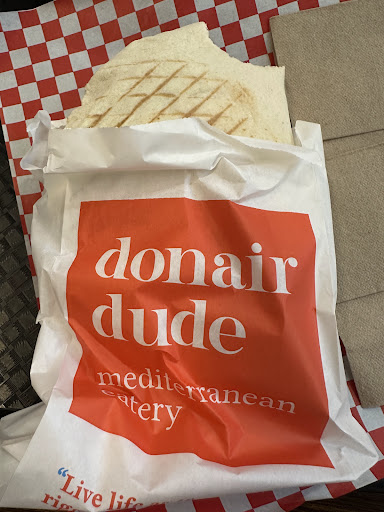 donair
dude
mediterranean
eatery
“Live life